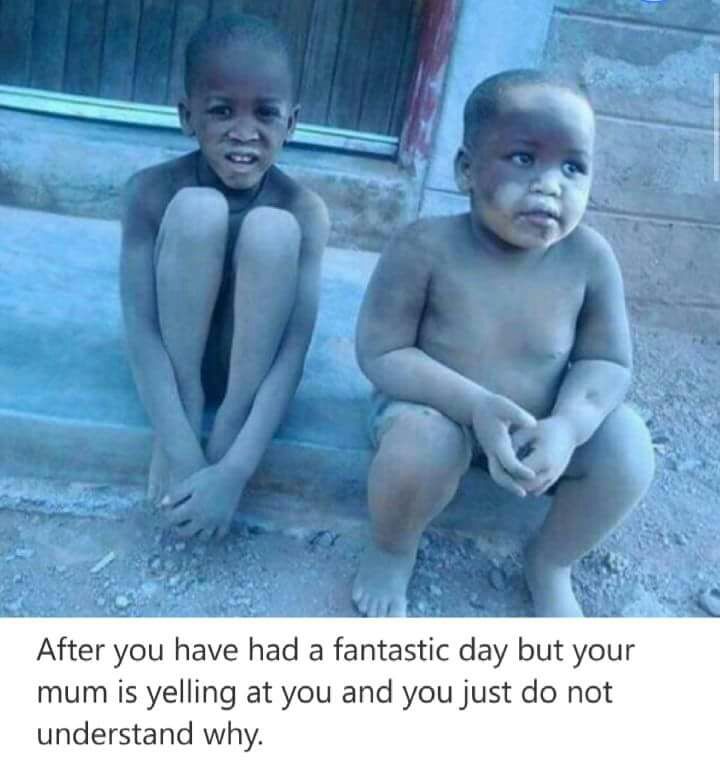 After you have had a fantastic day but your
mum is yelling at you and you just do not
understand why.